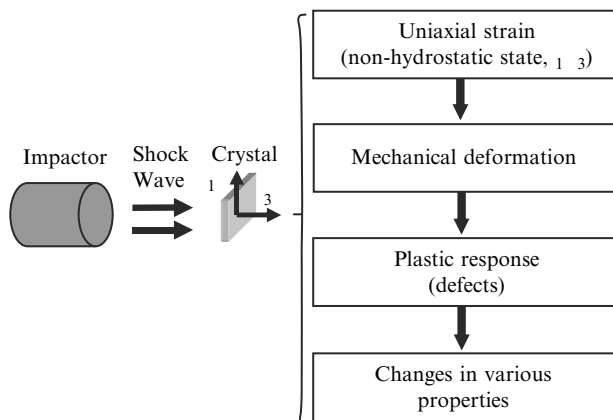 Impactor
Shock
Wave
Crystal
1
3
Uniaxial strain
(non-hydrostatic state, 1 3)
Mechanical deformation
Plastic response
(defects)
Changes in various
properties